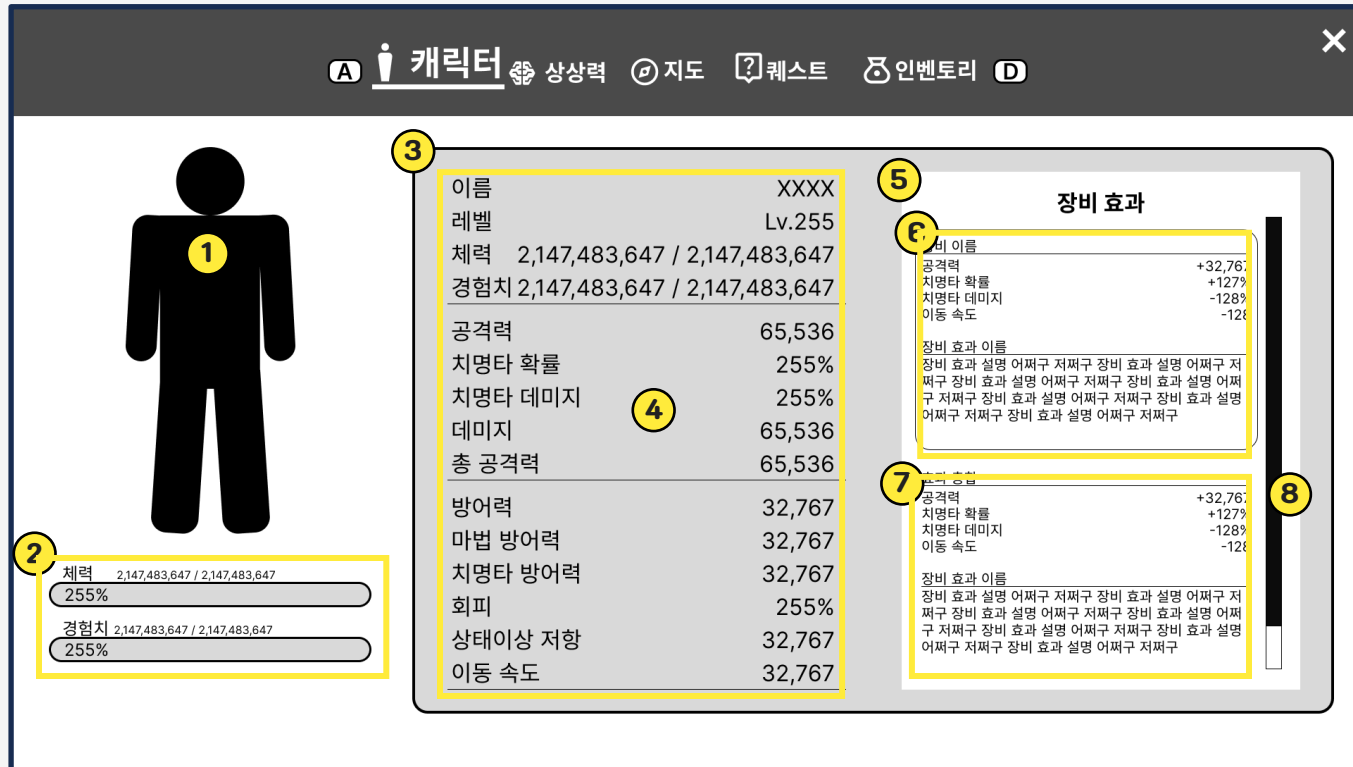 A 캐릭터 상상력 지도 퀘스트 인벤토리 D
1
2
체력 2,147,483,647 / 2,147,483,647
255%
경험치 2,147,483,647 / 2,147,483,647
255%
3
이름 XXXX
레벨 Lv.255
체력 2,147,483,647 / 2,147,483,647
경험치 2,147,483,647 / 2,147,483,647
공격력 65,536
치명타 확률 255%
치명타 데미지 255%
4
데미지 65,536
총 공격력 65,536
방어력 32,767
마법 방어력 32,767
치명타 방어력 32,767
회피 255%
상태이상 저항 32,767
이동 속도 32,767
5
장비 효과
6
장비 이름
공격력 +32,767
치명타 확률 +127%
치명타 데미지 -128%
이동 속도 -128
장비 효과 이름
장비 효과 설명 어쩌구 저쩌구 장비 효과 설명 어쩌구 저
쩌구 장비 효과 설명 어쩌구 저쩌구 장비 효과 설명 어쩌
구 저쩌구 장비 효과 설명 어쩌구 저쩌구 장비 효과 설명
어쩌구 저쩌구 장비 효과 설명 어쩌구 저쩌구
7
효과 총합
공격력 +32,767
치명타 확률 +127%
치명타 데미지 -128%
이동 속도 -128
장비 효과 이름
장비 효과 설명 어쩌구 저쩌구 장비 효과 설명 어쩌구 저
쩌구 장비 효과 설명 어쩌구 저쩌구 장비 효과 설명 어쩌
구 저쩌구 장비 효과 설명 어쩌구 저쩌구 장비 효과 설명
어쩌구 저쩌구 장비 효과 설명 어쩌구 저쩌구
8